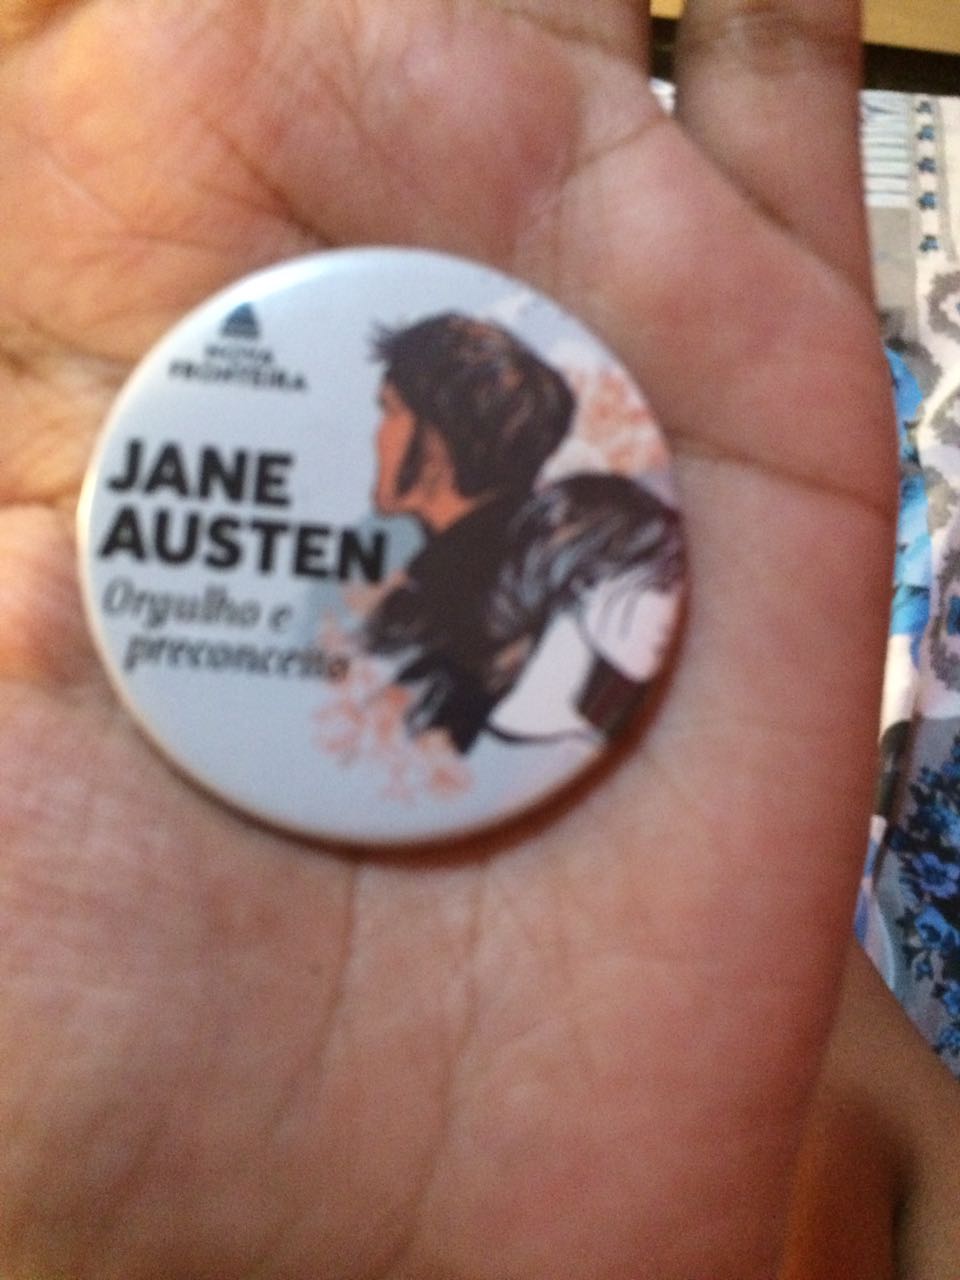 NOVA
FRONTEIRA
JANE
AUSTEN
Orgulho e
preconceito